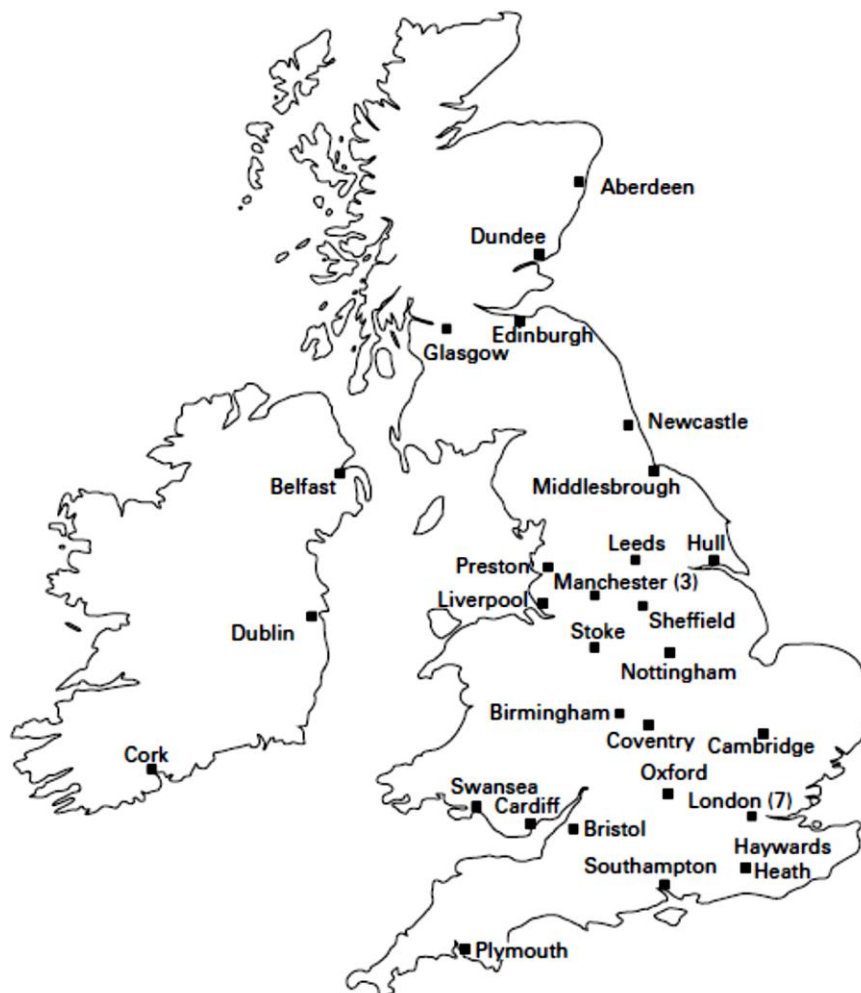 Aberdeen
Dundee
Edinburgh
Glasgow
Newcastle
Belfast
Middlesbrough
Leeds
Hull
Preston
Manchester (3)
Liverpool
Dublin
Sheffield
Stoke
Nottingham
Birmingham
Coventry
Cambridge
Cork
Oxford
Swansea
Cardiff
London (7)
Bristol
Haywards
Heath
Southampton
Plymouth